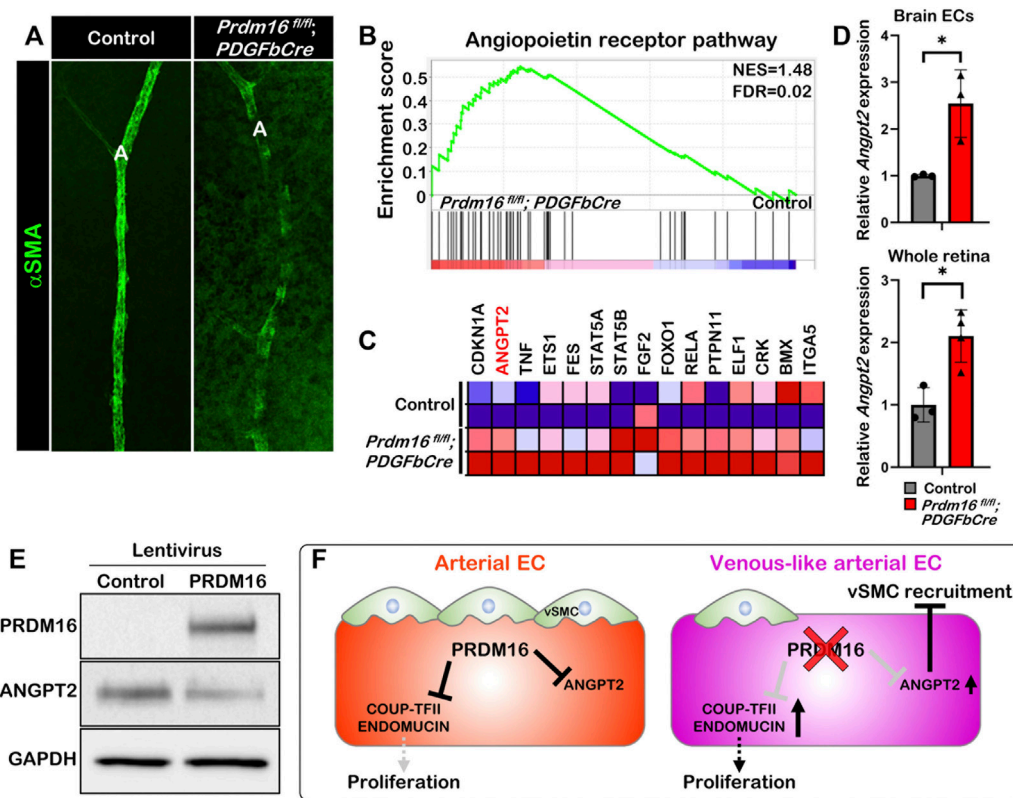 A
Control
Prdm16 fl/fl;
PDGFbCre
αSMA
A
A
B
Angiopoietin receptor pathway
Enrichment score
0.5
0.4
0.3
0.2
0.1
0
NES=1.48
FDR=0.02
Prdm16 fl/fl; PDGFbCre
Control
C
CDKN1A
ANGPT2
TNF
ETS1
FES
STAT5A
STAT5B
FGF2
FOXO1
RELA
PTPN11
ELF1
CRK
BMX
ITGA5
Control
Prdm16 fl/fl;
PDGFbCre
D
Brain ECs
Relative Angpt2 expression
4
3
2
1
0
*
Whole retina
Relative Angpt2 expression
3
2
1
0
*
Control
Prdm16 fl/fl;
PDGFbCre
E
Lentivirus
Control PRDM16
PRDM16
ANGPT2
GAPDH
F
Arterial EC
vSMC
PRDM16
ANGPT2
COUP-TFII
ENDOMUCIN
Proliferation
Venous-like arterial EC
vSMC recruitment
PRDM16
ANGPT2
COUP-TFII
ENDOMUCIN
Proliferation